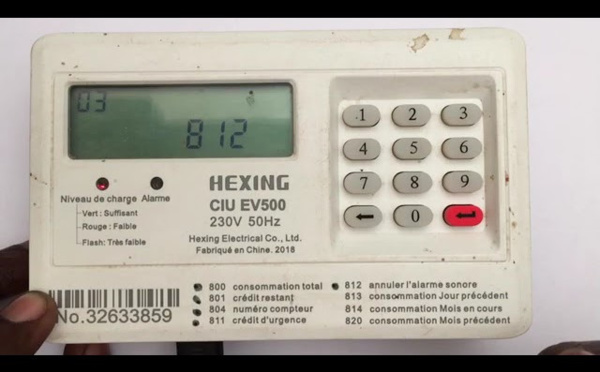 03
812
1 2 3
4 5 6
7 8 9
0
Niveau de charge Alarme
Vert : Suffisant
Rouge : Faible
Flash: Très faible
HEXING
CIU EV500
230V 50Hz
Hexing Electrical Co., Ltd.
Fabriqué en Chine. 2018
No.32633859
800 consommation total
801 crédit restant
804 numéro compteur
811 crédit d'urgence
812 annuler l'alarme sonore
813 consommation Jour précédent
814 consommation Mois en cours
820 consommation Mois précédent